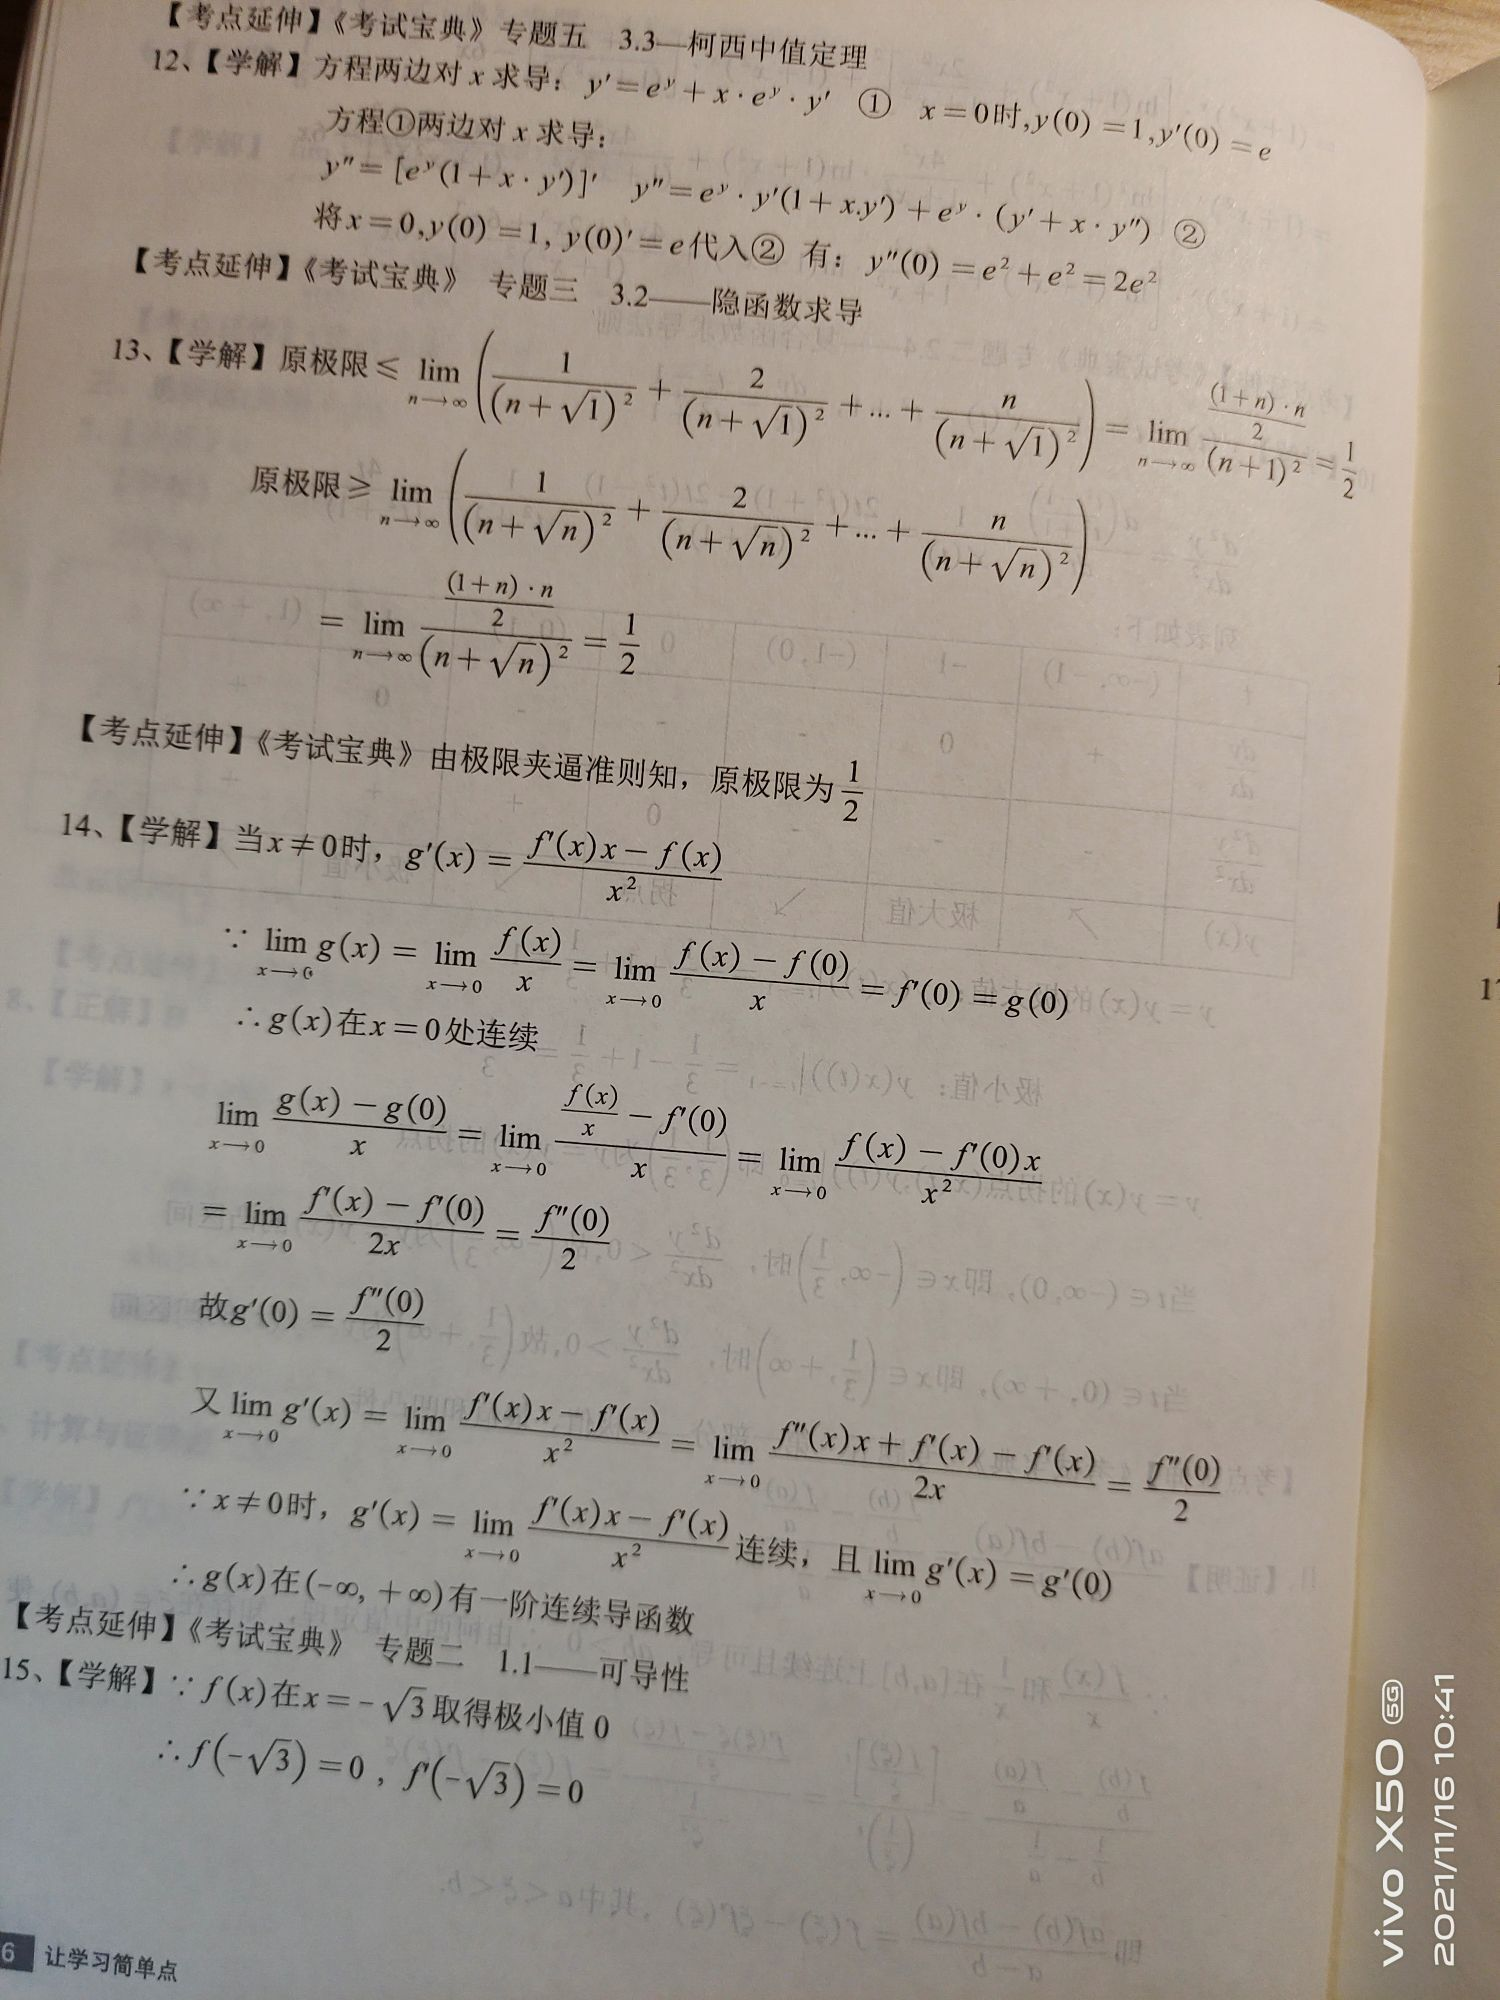 【考点延伸】《考试宝典》 专题五 3.3—柯西中值定理
12、【学解】方程两边对 x 求导：y′=e^y+x·e^y·y′ ① x=0时,y(0)=1,y′(0)=e
方程①两边对 x 求导：
y″=[e^y(1+x·y′)]′ y″=e^y·y′(1+x.y′)+e^y·(y′+x·y″) ②
将x=0,y(0)=1, y(0)′=e代入② 有：y″(0)=e²+e²=2e²
【考点延伸】《考试宝典》 专题三 3.2——隐函数求导
13、【学解】原极限≤ lim_{n→∞} (1/(n+√1)²+2/(n+√1)²+...+n/(n+√1)²) = lim_{n→∞} ((1+n)·n/2)/(n+1)² = 1/2
原极限≥ lim_{n→∞} (1/(n+√n)²+2/(n+√n)²+...+n/(n+√n)²)
= lim_{n→∞} ((1+n)·n/2)/(n+√n)² = 1/2
【考点延伸】《考试宝典》由极限夹逼准则知，原极限为 1/2
14、【学解】当x≠0时，g′(x) = (f′(x)x−f(x))/x²
∵ lim_{x→0} g(x) = lim_{x→0} f(x)/x = lim_{x→0} (f(x)−f(0))/x = f′(0) = g(0)
∴g(x)在x=0处连续
lim_{x→0} (g(x)−g(0))/x = lim_{x→0} (f(x)/x−f′(0))/x = lim_{x→0} (f(x)−f′(0)x)/x²
= lim_{x→0} (f′(x)−f′(0))/2x = f″(0)/2
故g′(0) = f″(0)/2
又 lim_{x→0} g′(x) = lim_{x→0} (f′(x)x−f′(x))/x² = lim_{x→0} (f″(x)x+f′(x)−f′(x))/2x = f″(0)/2
∵x≠0时，g′(x) = lim_{x→0} (f′(x)x−f′(x))/x² 连续，且 lim_{x→0} g′(x) = g′(0)
∴g(x)在(-∞, +∞)有一阶连续导函数
【考点延伸】《考试宝典》 专题二 1.1——可导性
15、【学解】∵f(x)在x=-√3取得极小值 0
∴f(-√3)=0，f′(-√3)=0
6 让学习简单点
vivo X50 5G
2021/11/16 10:41